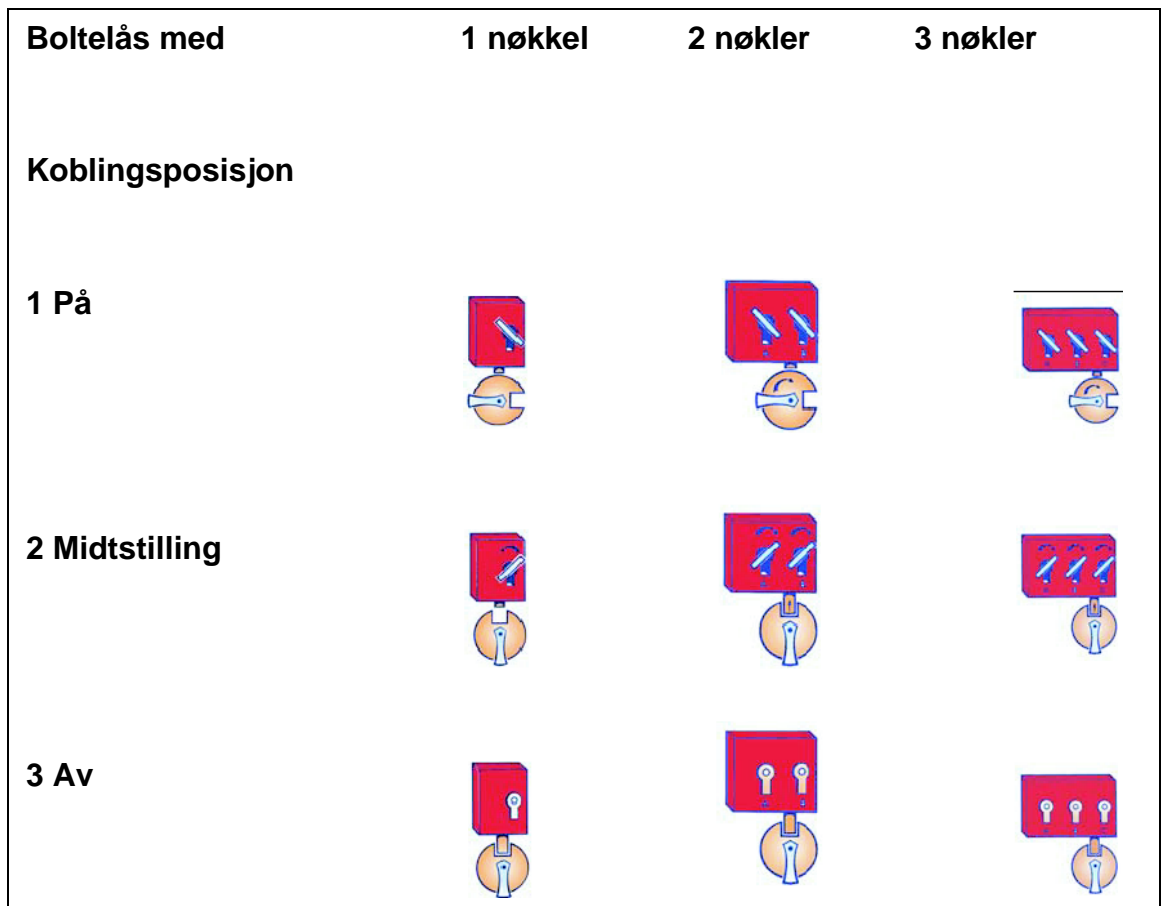 Boltelås med 1 nøkkel 2 nøkler 3 nøkler
Koblingsposisjon
1 På
2 Midtstilling
3 Av